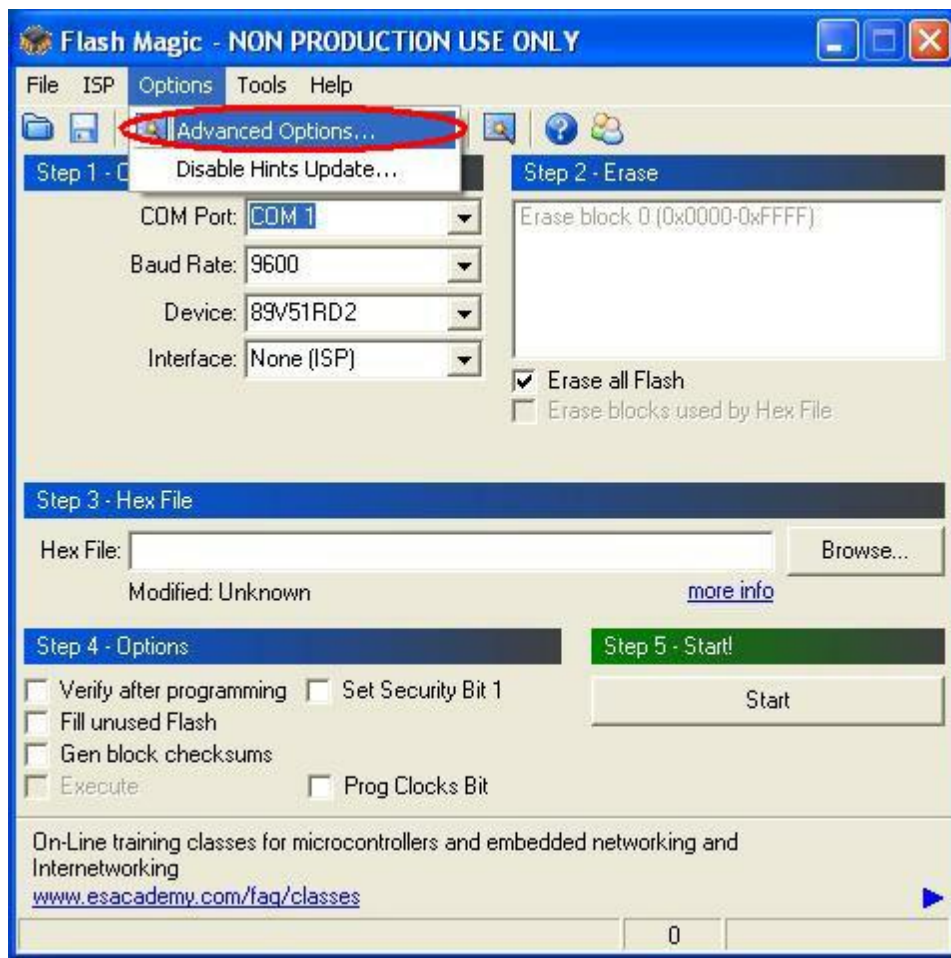 Flash Magic - NON PRODUCTION USE ONLY
File ISP Options Tools Help
Advanced Options...
Disable Hints Update...
Step 1 - C
COM Port: COM 1
Baud Rate: 9600
Device: 89V51RD2
Interface: None (ISP)
Step 2 - Erase
Erase block 0 (0x0000-0xFFFF)
Erase all Flash
Erase blocks used by Hex File
Step 3 - Hex File
Hex File:
Browse...
Modified: Unknown
more info
Step 4 - Options
Verify after programming
Set Security Bit 1
Fill unused Flash
Gen block checksums
Execute
Prog Clocks Bit
Step 5 - Start!
Start
On-Line training classes for microcontrollers and embedded networking and
Internetworking
www.esacademy.com/faq/classes
0